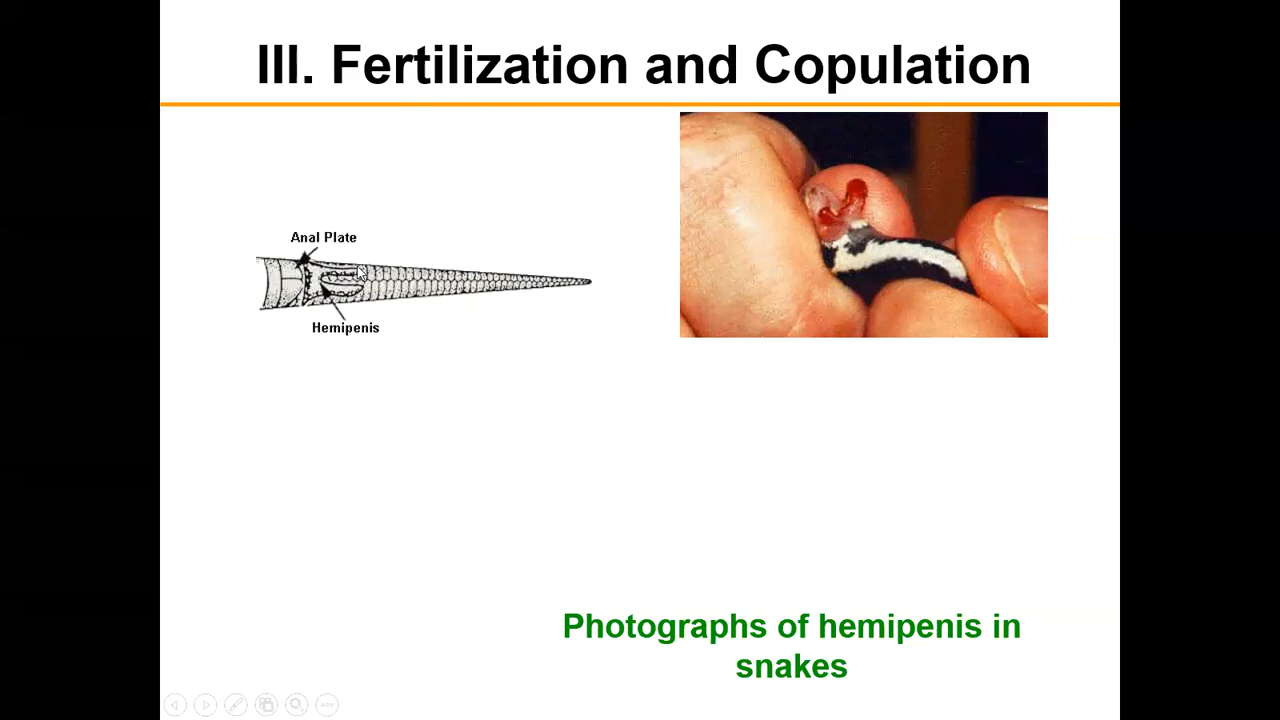 III. Fertilization and Copulation
Anal Plate
Hemipenis
Photographs of hemipenis in
snakes